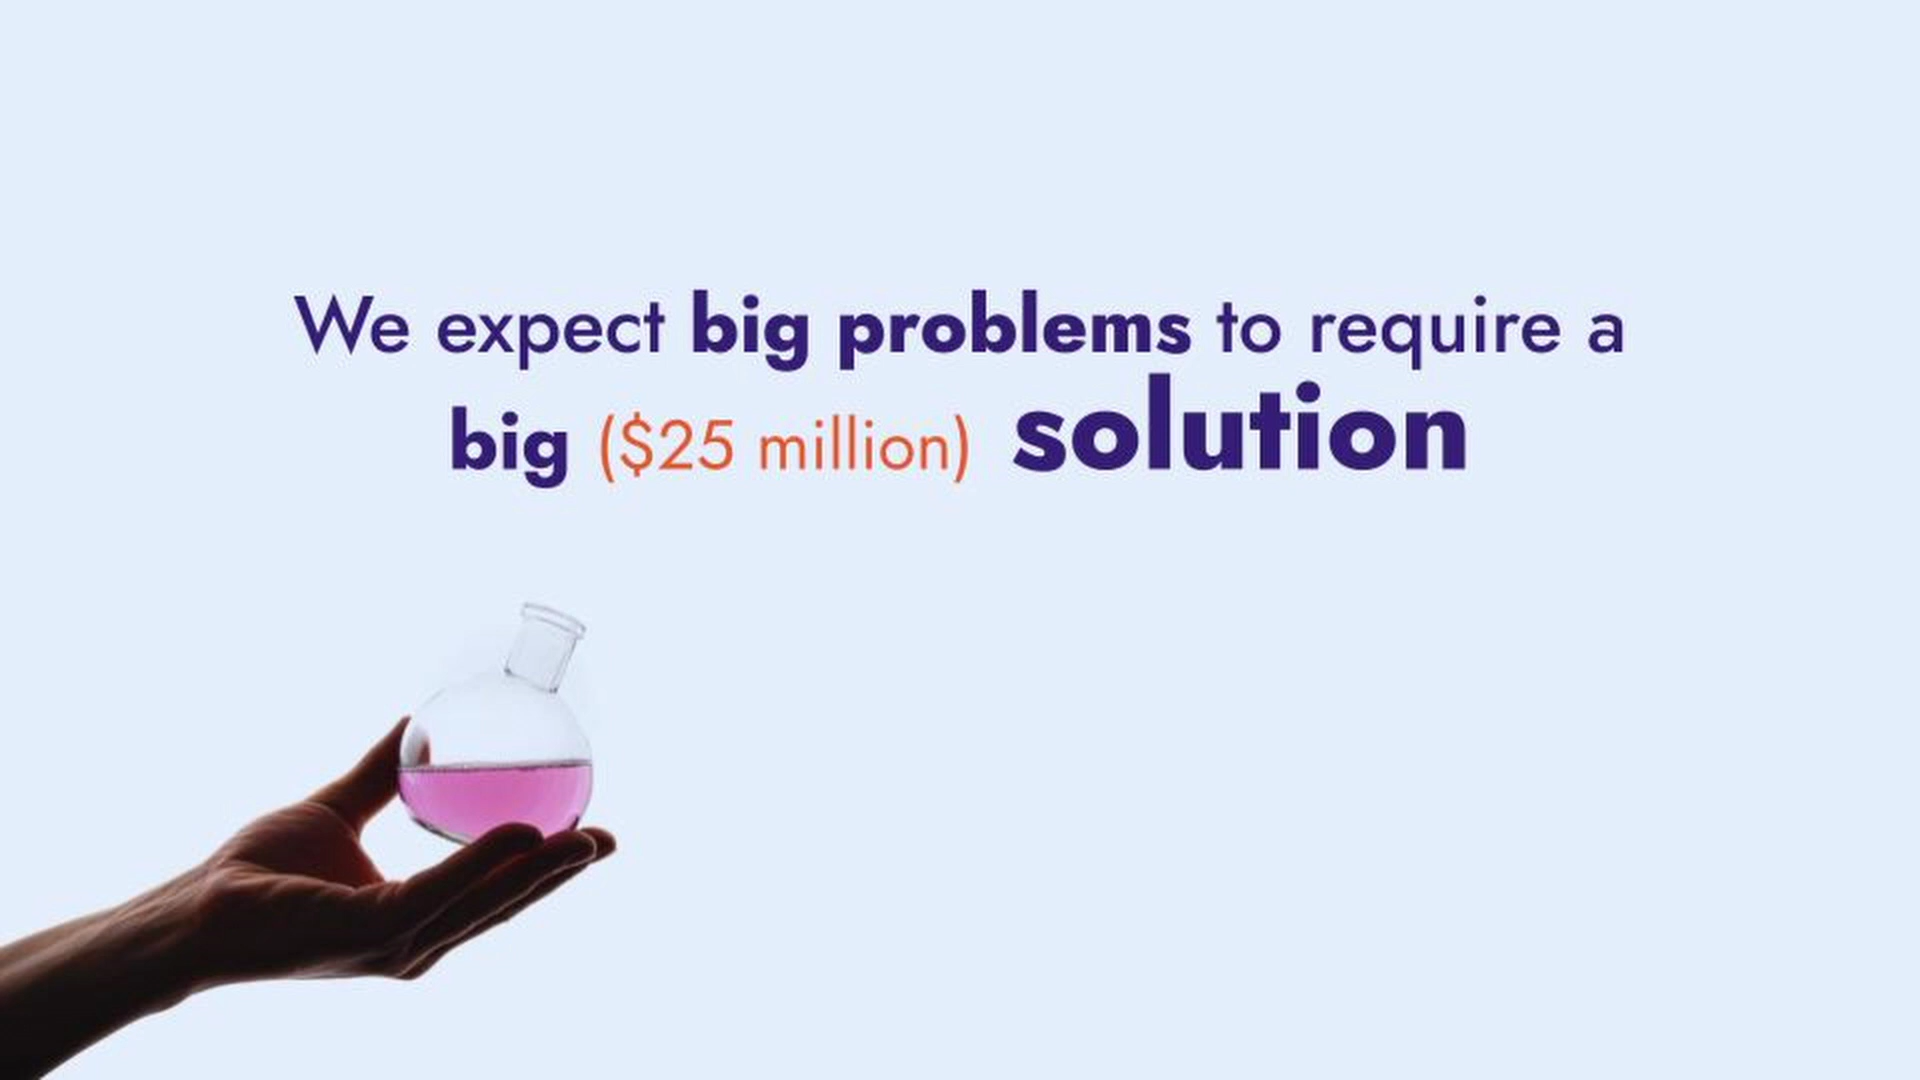 We expect big problems to require a
big ($25 million) solution